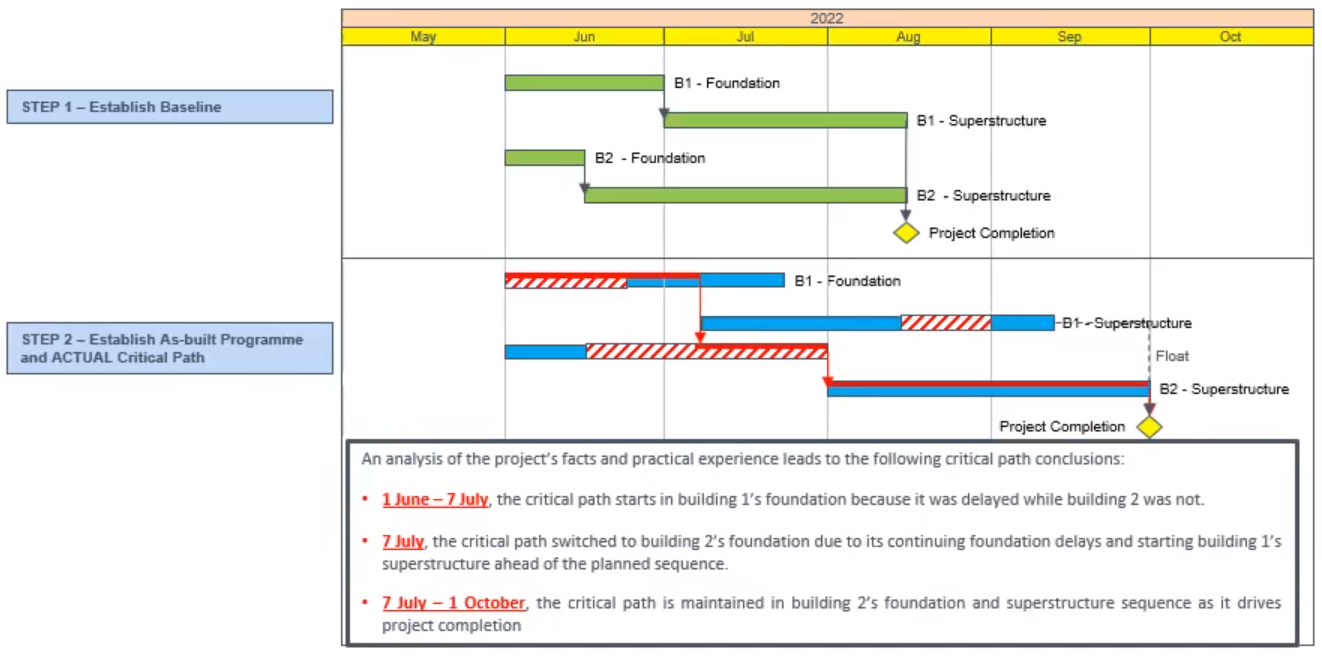 2022
May Jun Jul Aug Sep Oct
STEP 1 – Establish Baseline
B1 - Foundation
B1 - Superstructure
B2 - Foundation
B2 - Superstructure
Project Completion
STEP 2 – Establish As-built Programme
and ACTUAL Critical Path
B1 - Foundation
B1 - Superstructure
Float
B2 - Superstructure
Project Completion
An analysis of the project's facts and practical experience leads to the following critical path conclusions:
• 1 June – 7 July, the critical path starts in building 1's foundation because it was delayed while building 2 was not.
• 7 July, the critical path switched to building 2's foundation due to its continuing foundation delays and starting building 1's
superstructure ahead of the planned sequence.
• 7 July – 1 October, the critical path is maintained in building 2's foundation and superstructure sequence as it drives
project completion